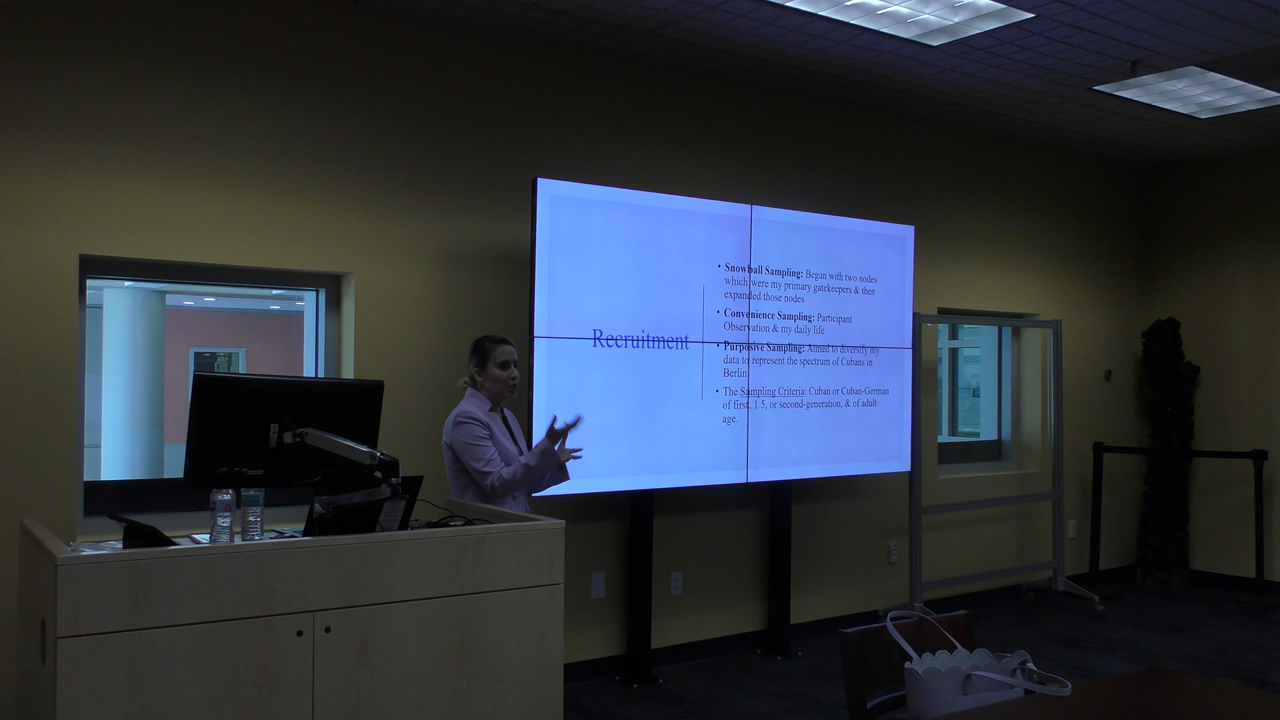 Recruitment
• Snowball Sampling: Began with two nodes
which were my primary gatekeepers & then
expanded those nodes
• Convenience Sampling: Participant
Observation & my daily life
• Purposive Sampling: Aimed to diversify my
data to represent the spectrum of Cubans in
Berlin
• The Sampling Criteria: Cuban or Cuban-German
of first, 1.5, or second-generation, & of adult
age.